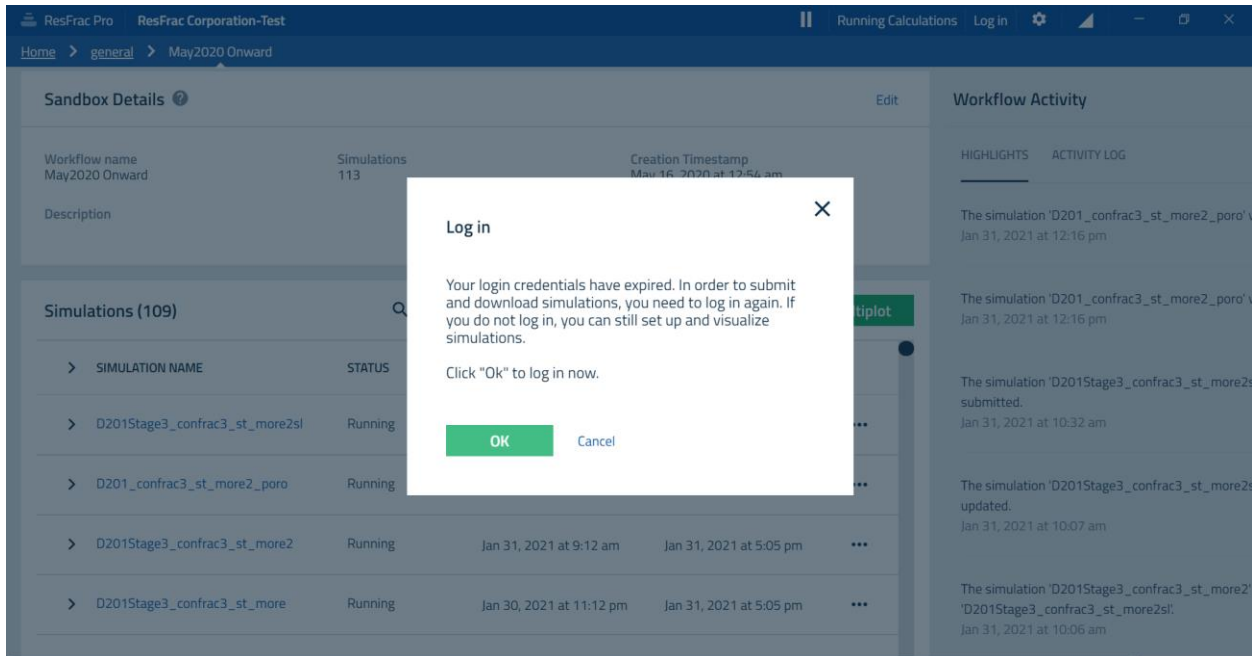 ResFrac Pro ResFrac Corporation-Test Running Calculations Log in
Home > general > May2020 Onward
Sandbox Details Edit
Workflow name Simulations Creation Timestamp
May2020 Onward 113 May 16, 2020 at 12:54 am
Description
Simulations (109)
tiplot
SIMULATION NAME STATUS
D201Stage3_confrac3_st_more2sl Running
D201_confrac3_st_more2_poro Running
D201Stage3_confrac3_st_more2 Running Jan 31, 2021 at 9:12 am Jan 31, 2021 at 5:05 pm
D201Stage3_confrac3_st_more Running Jan 30, 2021 at 11:12 pm Jan 31, 2021 at 5:05 pm
Log in
Your login credentials have expired. In order to submit
and download simulations, you need to log in again. If
you do not log in, you can still set up and visualize
simulations.
Click "Ok" to log in now.
OK Cancel
Workflow Activity
HIGHLIGHTS ACTIVITY LOG
The simulation 'D201_confrac3_st_more2_poro'
Jan 31, 2021 at 12:16 pm
The simulation 'D201_confrac3_st_more2_poro'
Jan 31, 2021 at 12:16 pm
The simulation 'D201Stage3_confrac3_st_more2s
submitted.
Jan 31, 2021 at 10:32 am
The simulation 'D201Stage3_confrac3_st_more2s
updated.
Jan 31, 2021 at 10:07 am
The simulation 'D201Stage3_confrac3_st_more2'
'D201Stage3_confrac3_st_more2sl'.
Jan 31, 2021 at 10:06 am